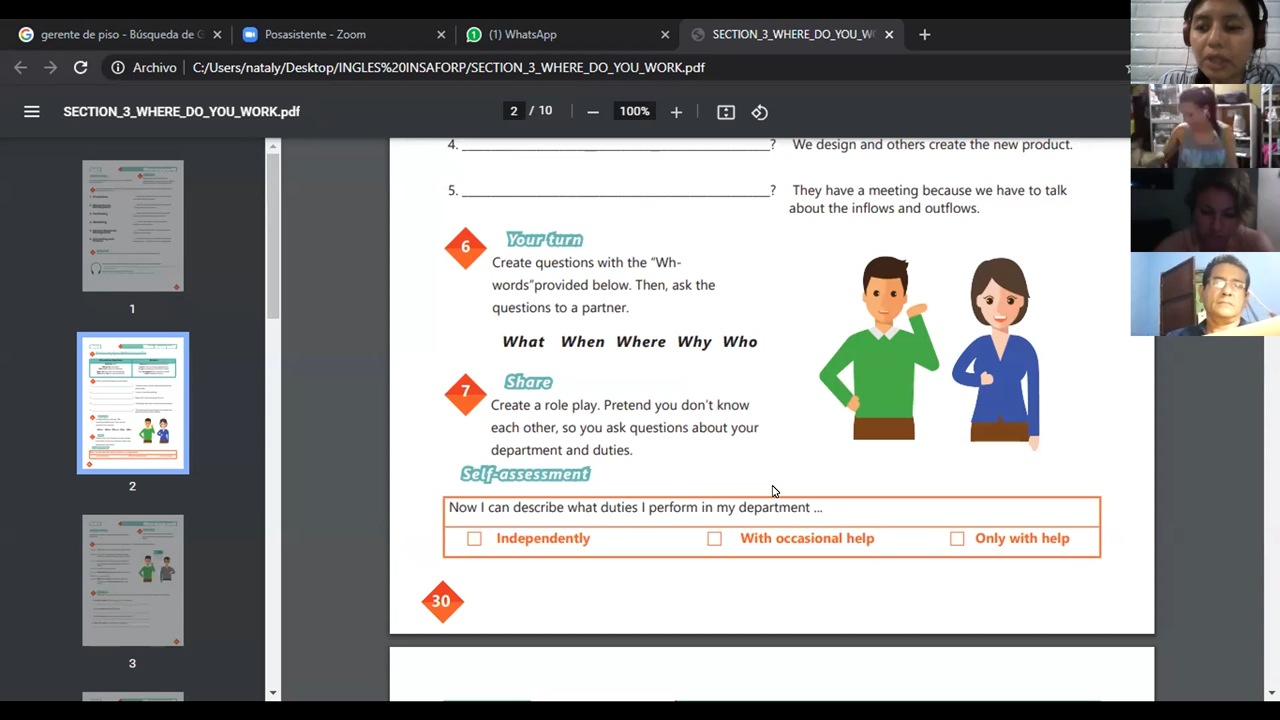 gerente de piso - Búsqueda de G
Posasistente - Zoom
(1) WhatsApp
SECTION_3_WHERE_DO_YOU_W
Archivo
C:/Users/nataly/Desktop/INGLES%20INSATORP/SECTION_3_WHERE_DO_YOU_WORK.pdf
SECTION_3_WHERE_DO_YOU_WORK.pdf
2 / 10
100%
1
2
3
4. ________________________________________? We design and others create the new product.
5. ________________________________________? They have a meeting because we have to talk
about the inflows and outflows.
6
Your turn
Create questions with the “Wh-
words”provided below. Then, ask the
questions to a partner.
What When Where Why Who
7
Share
Create a role play. Pretend you don’t know
each other, so you ask questions about your
department and duties.
Self-assessment
Now I can describe what duties I perform in my department ...
Independently
With occasional help
Only with help
30